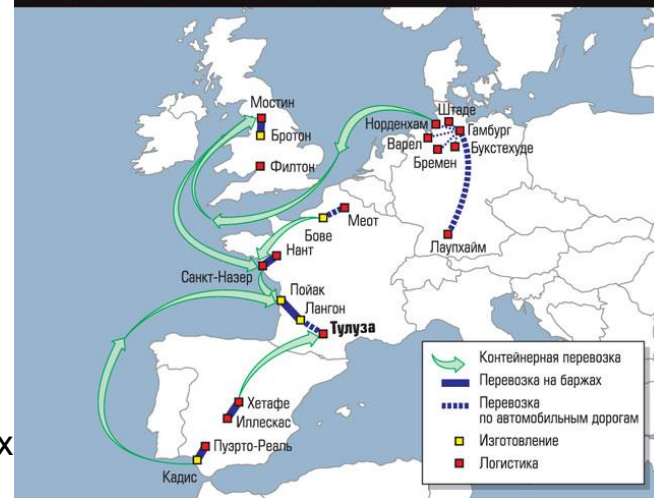 Мостин
Бротон
Филтон
Штаде
Норденхам
Гамбург
Варел
Букстехуде
Бремен
Лаупхайм
Меот
Бове
Нант
Санкт-Назер
Пойак
Лангон
Тулуза
Хетафе
Иллескас
Пуэрто-Реаль
Кадис
х
Контейнерная перевозка
Перевозка на баржах
Перевозка
по автомобильным дорогам
Изготовление
Логистика